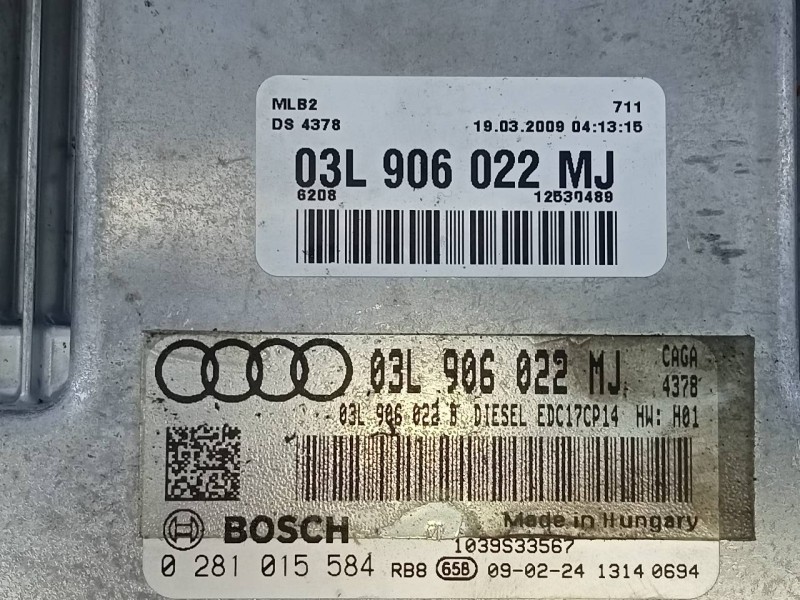 MLB2 711
DS 4378 19.03.2009 04:13:15
03L 906 022 MJ
6208 12530489
03L 906 022 MJ CAGA
4378
03L 906 022 B DIESEL EDC17CP14 HW: H01
BOSCH Made in Hungary
1039S33567
0 281 015 584 RB8 65B 09-02-24 1314 0694